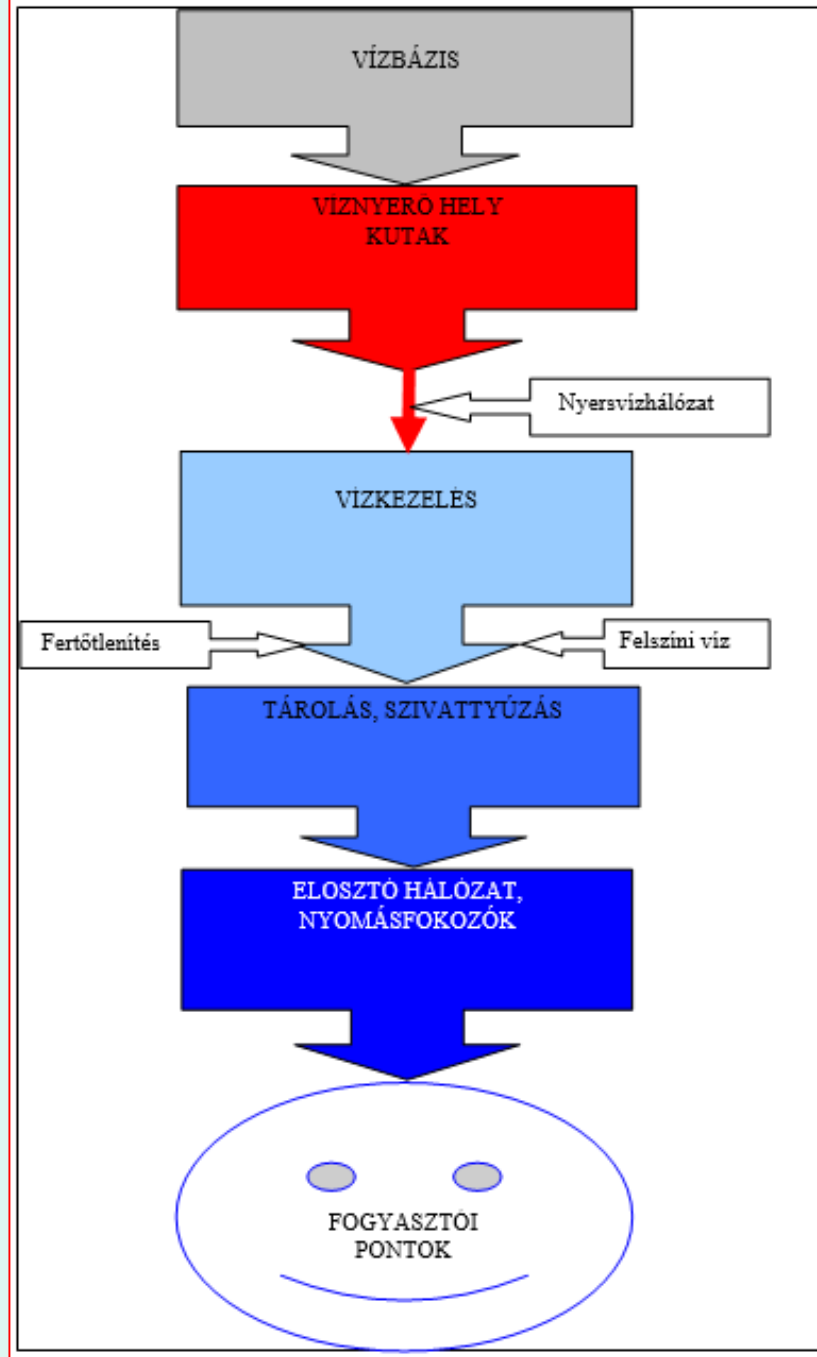 VÍZBÁZIS
VÍZNYERŐ HELY
KUTAK
Nyersvízhálózat
VÍZKEZELÉS
Fertőtlenítés
Felszíni víz
TÁROLÁS, SZIVATTYÚZÁS
ELOSZTÓ HÁLÓZAT,
NYOMÁSFOKOZÓK
FOGYASZTÓI
PONTOK